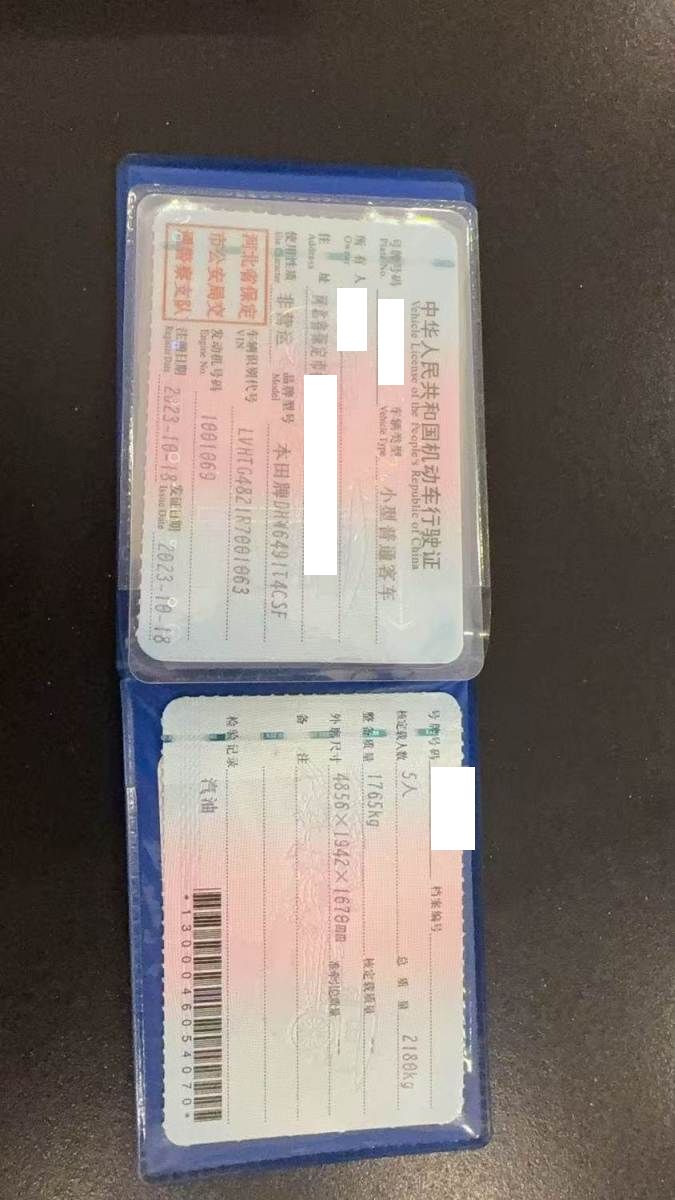 中华人民共和国机动车行驶证
Vehicle License of the People's Republic of China
号牌号码 Plate No. 车辆类型 Vehicle Type 小型普通客车
所有人 Owner
住址 Address 河北省保定市
使用性质 Use Character 非营运 品牌型号 Model 本田牌DHW6491T4CSF
河北省保定
市公安局交
通警察支队
车辆识别代号 VIN LVHTG4821R7001063
发动机号码 Engine No. 1001069
注册日期 Register Date 2023-10-18 发证日期 Issue Date 2023-10-18
号牌号码 档案编号
核定载人数 5人 总质量 2180kg
整备质量 1765kg 核定载质量 --
外廓尺寸 4856×1942×1670mm 准牵引总质量 --
备注
检验记录
汽油
*1300046054070*